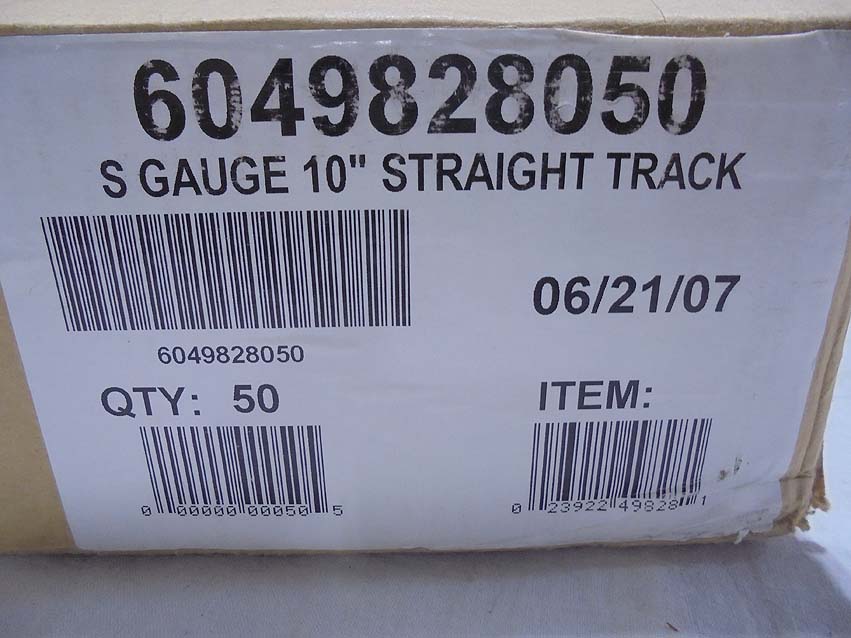 6049828050
S GAUGE 10" STRAIGHT TRACK
06/21/07
6049828050
QTY: 50
ITEM:
0 00000 00050 5
0 23922 49828 1